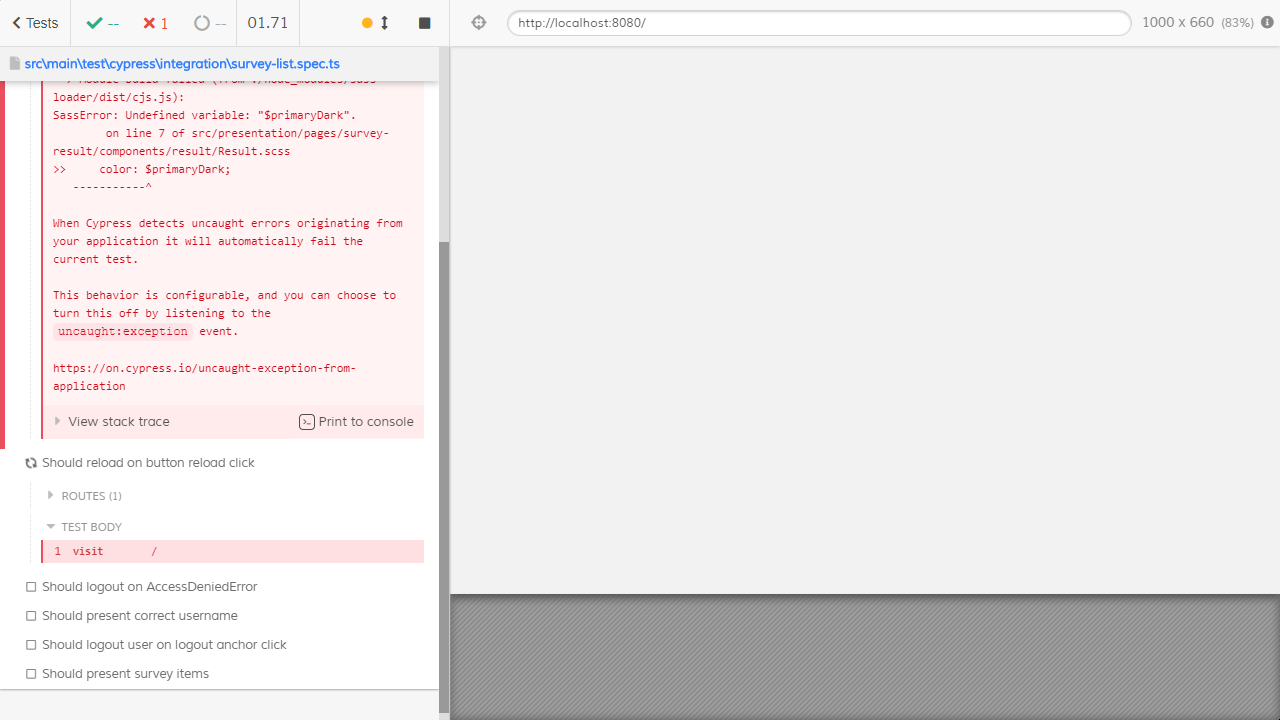 Tests
--
1
--
01.71
http://localhost:8080/
1000 x 660 (83%)
src\main\test\cypress\integration\survey-list.spec.ts
loader/dist/cjs.js):
SassError: Undefined variable: "$primaryDark".
on line 7 of src/presentation/pages/survey-
result/components/result/Result.scss
>> color: $primaryDark;
-----------^
When Cypress detects uncaught errors originating from
your application it will automatically fail the
current test.
This behavior is configurable, and you can choose to
turn this off by listening to the
uncaught:exception event.
https://on.cypress.io/uncaught-exception-from-
application
View stack trace
Print to console
Should reload on button reload click
ROUTES (1)
TEST BODY
1 visit /
Should logout on AccessDeniedError
Should present correct username
Should logout user on logout anchor click
Should present survey items